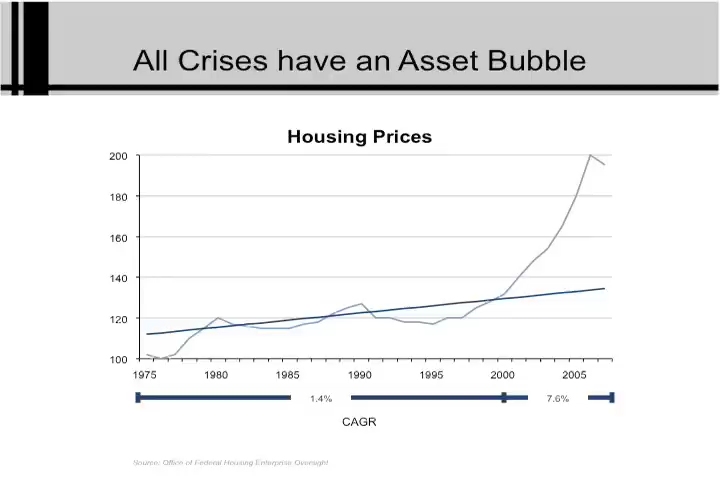 All Crises have an Asset Bubble
Housing Prices
200
180
160
140
120
100
1975 1980 1985 1990 1995 2000 2005
1.4% 7.6%
CAGR
Source: Office of Federal Housing Enterprise Oversight